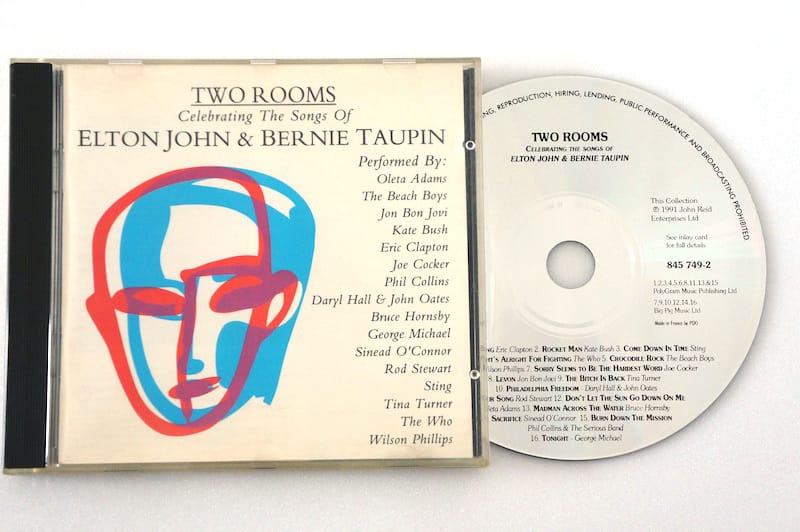 TWO ROOMS
Celebrating The Songs Of
ELTON JOHN & BERNIE TAUPIN
Performed By:
Oleta Adams
The Beach Boys
Jon Bon Jovi
Kate Bush
Eric Clapton
Joe Cocker
Phil Collins
Daryl Hall & John Oates
Bruce Hornsby
George Michael
Sinead O'Connor
Rod Stewart
Sting
Tina Turner
The Who
Wilson Phillips
REPRODUCTION, HIRING, LENDING, PUBLIC PERFORMANCE AND BROADCASTING PROHIBITED
TWO ROOMS
CELEBRATING THE SONGS OF
ELTON JOHN & BERNIE TAUPIN
This Collection
℗ 1991 John Reid
Enterprises Ltd
See inlay card
for full details
845 749-2
1,2,3,4,5,6,8,11,13,&15
PolyGram Music Publishing Ltd
7,9,10,12,14,16
Big Pig Music Ltd
Made in France by PDO
Eric Clapton 2. ROCKET MAN Kate Bush 3. COME DOWN IN TIME Sting
ALRIGHT FOR FIGHTING The Who 5. CROCODILE ROCK The Beach Boys
Phillips 7. SORRY SEEMS TO BE THE HARDEST WORD Joe Cocker
8. LEVON Jon Bon Joei 9. THE BITCH IS BACK Tina Turner
10. PHILADELPHIA FREEDOM - Daryl Hall & John Oates
SONG Rod Stewart 12. DON'T LET THE SUN GO DOWN ON ME
Adams 13. MADMAN ACROSS THE WATER Bruce Hornsby
SACRIFICE Sinead O'Connor 15. BURN DOWN THE MISSION
Phil Collins & The Serious Band
16. TONIGHT - George Michael